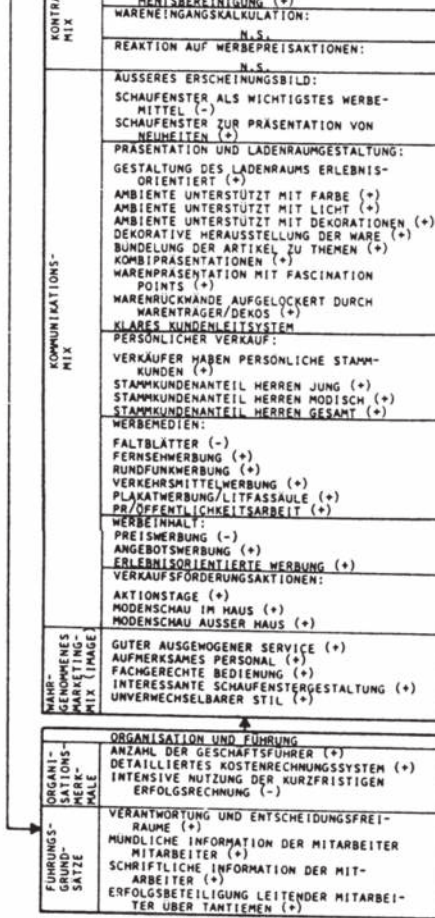 KONTRA
MIX
MENTSBEREINIGUNG (+)
WARENEINGANGSKALKULATION:
N.S.
REAKTION AUF WERBEPREISAKTIONEN:
N.S.
KOMMUNIKATIONS-
MIX
ÄUSSERES ERSCHEINUNGSBILD:
SCHAUFENSTER ALS WICHTIGSTES WERBE-
MITTEL (-)
SCHAUFENSTER ZUR PRÄSENTATION VON
NEUHEITEN (+)
PRÄSENTATION UND LADENRAUMGESTALTUNG:
GESTALTUNG DES LADENRAUMS ERLEBNIS-
ORIENTIERT (+)
AMBIENTE UNTERSTÜTZT MIT FARBE (+)
AMBIENTE UNTERSTÜTZT MIT LICHT (+)
AMBIENTE UNTERSTÜTZT MIT DEKORATIONEN (+)
DEKORATIVE HERAUSSTELLUNG DER WARE (+)
BÜNDELUNG DER ARTIKEL ZU THEMEN (+)
KOMBIPRÄSENTATIONEN (+)
WARENPRÄSENTATION MIT FASCINATION
POINTS (+)
WARENRÜCKWÄNDE AUFGELOCKERT DURCH
WARENTRÄGER/DEKOS (+)
KLARES KUNDENLEITSYSTEM
PERSÖNLICHER VERKAUF:
VERKÄUFER HABEN PERSÖNLICHE STAMM-
KUNDEN (+)
STAMMKUNDENANTEIL HERREN JUNG (+)
STAMMKUNDENANTEIL HERREN MODISCH (+)
STAMMKUNDENANTEIL HERREN GESAMT (+)
WERBEMEDIEN:
FALTBLÄTTER (-)
FERNSEHWERBUNG (+)
RUNDFUNKWERBUNG (+)
VERKEHRSMITTELWERBUNG (+)
PLAKATWERBUNG/LITFASSÄULE (+)
PR/ÖFFENTLICHKEITSARBEIT (+)
WERBEINHALT:
PREISWERBUNG (-)
ANGEBOTSWERBUNG (+)
ERLEBNISORIENTIERTE WERBUNG (+)
VERKAUFSFÖRDERUNGSAKTIONEN:
AKTIONSTAGE (+)
MODENSCHAU IM HAUS (+)
MODENSCHAU AUSSER HAUS (+)
WAHR-
GENOMMENES
MARKETING-
MIX (IMAGE)
GUTER AUSGEWOGENER SERVICE (+)
AUFMERKSAMES PERSONAL (+)
FACHGERECHTE BEDIENUNG (+)
INTERESSANTE SCHAUFENSTERGESTALTUNG (+)
UNVERWECHSELBARER STIL (+)
ORGANISATION UND FÜHRUNG
ORGANI-
SATIONS-
MERK-
MALE
ANZAHL DER GESCHÄFTSFÜHRER (+)
DETAILLIERTES KOSTENRECHNUNGSSYSTEM (+)
INTENSIVE NUTZUNG DER KURZFRISTIGEN
ERFOLGSRECHNUNG (-)
FÜHRUNGS-
GRUND-
SÄTZE
VERANTWORTUNG UND ENTSCHEIDUNGSFREI-
RÄUME (+)
MÜNDLICHE INFORMATION DER MITARBEITER
MITARBEITER (+)
SCHRIFTLICHE INFORMATION DER MIT-
ARBEITER (+)
ERFOLGSBETEILIGUNG LEITENDER MITARBEI-
TER ÜBER TANTIEMEN (+)